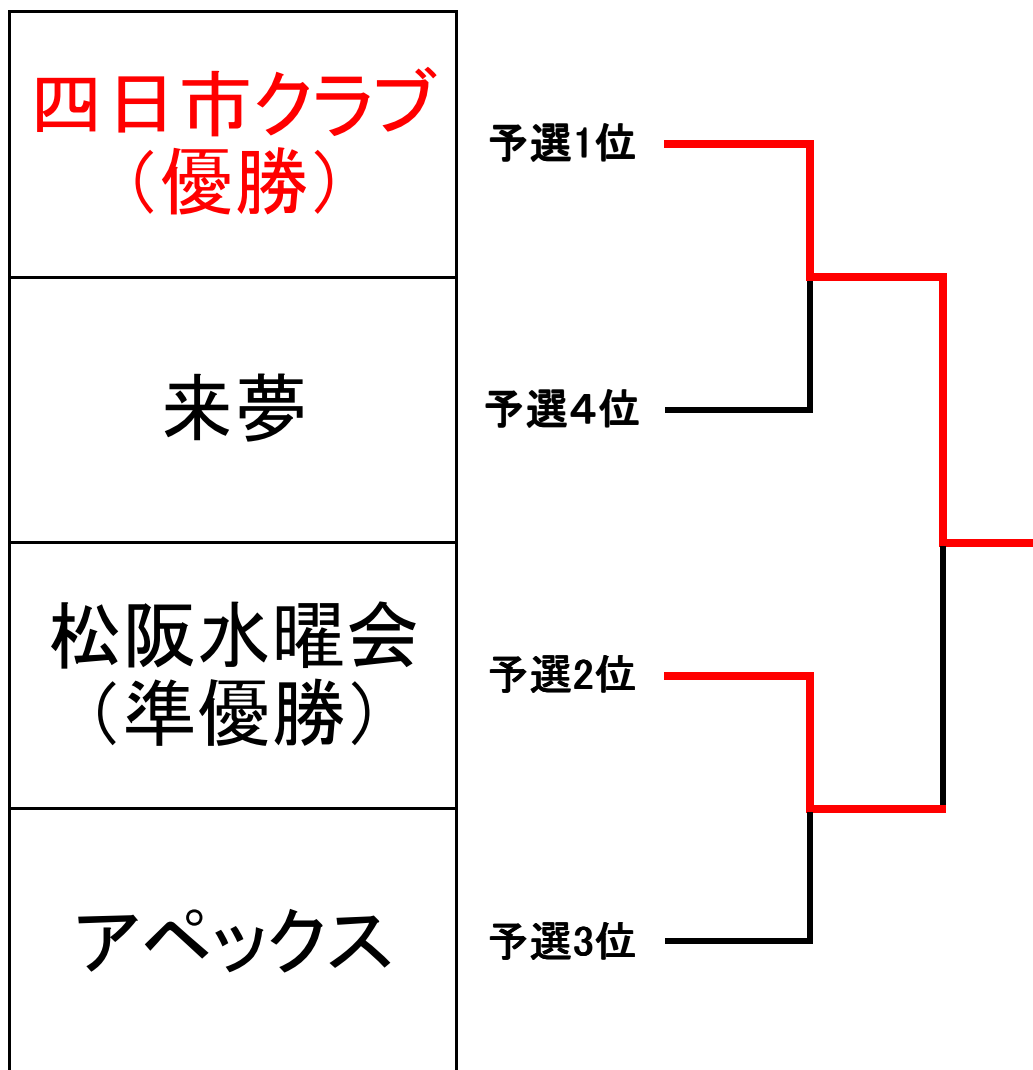 四日市クラブ
（優勝）
予選1位
来夢
予選４位
松阪水曜会
（準優勝）
予選2位
アペックス
予選3位